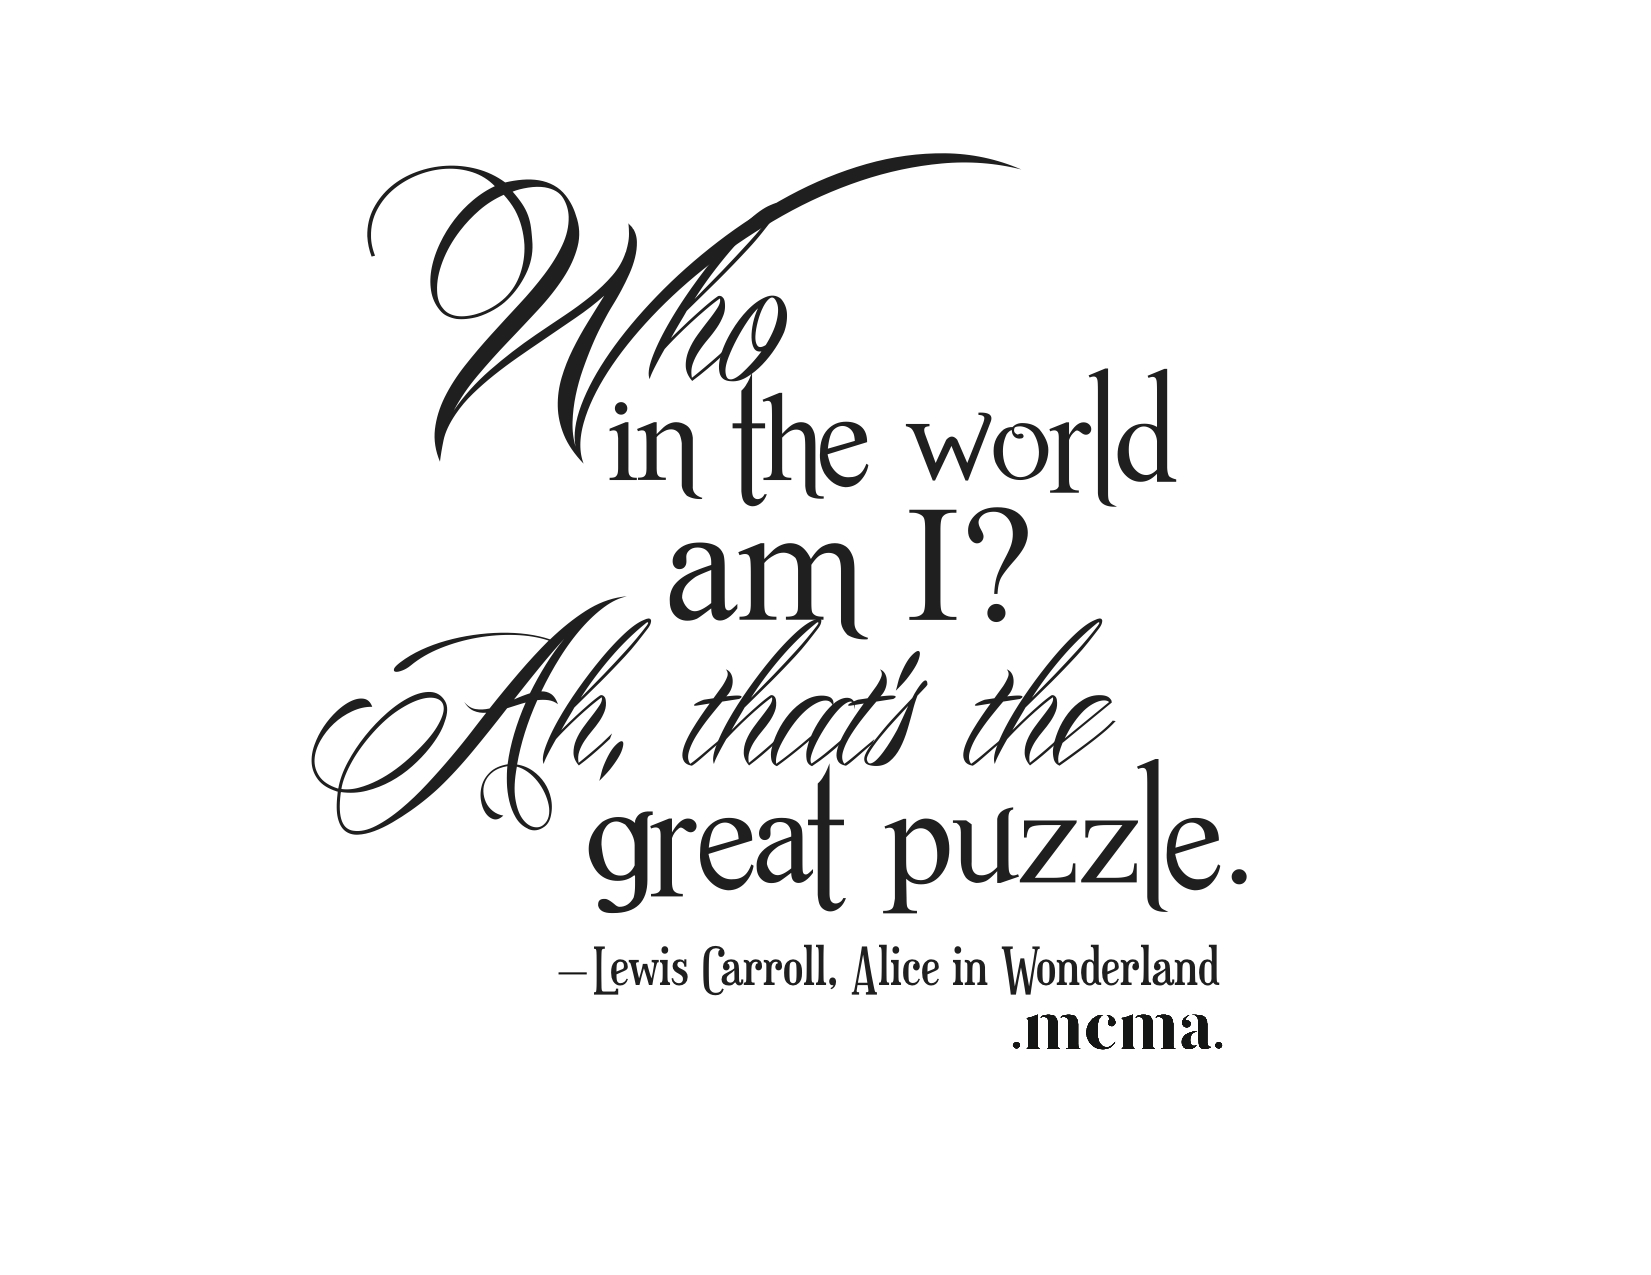 Who
in the world
am I?
Ah, that's the
great puzzle.
—Lewis Carroll, Alice in Wonderland
.mcma.